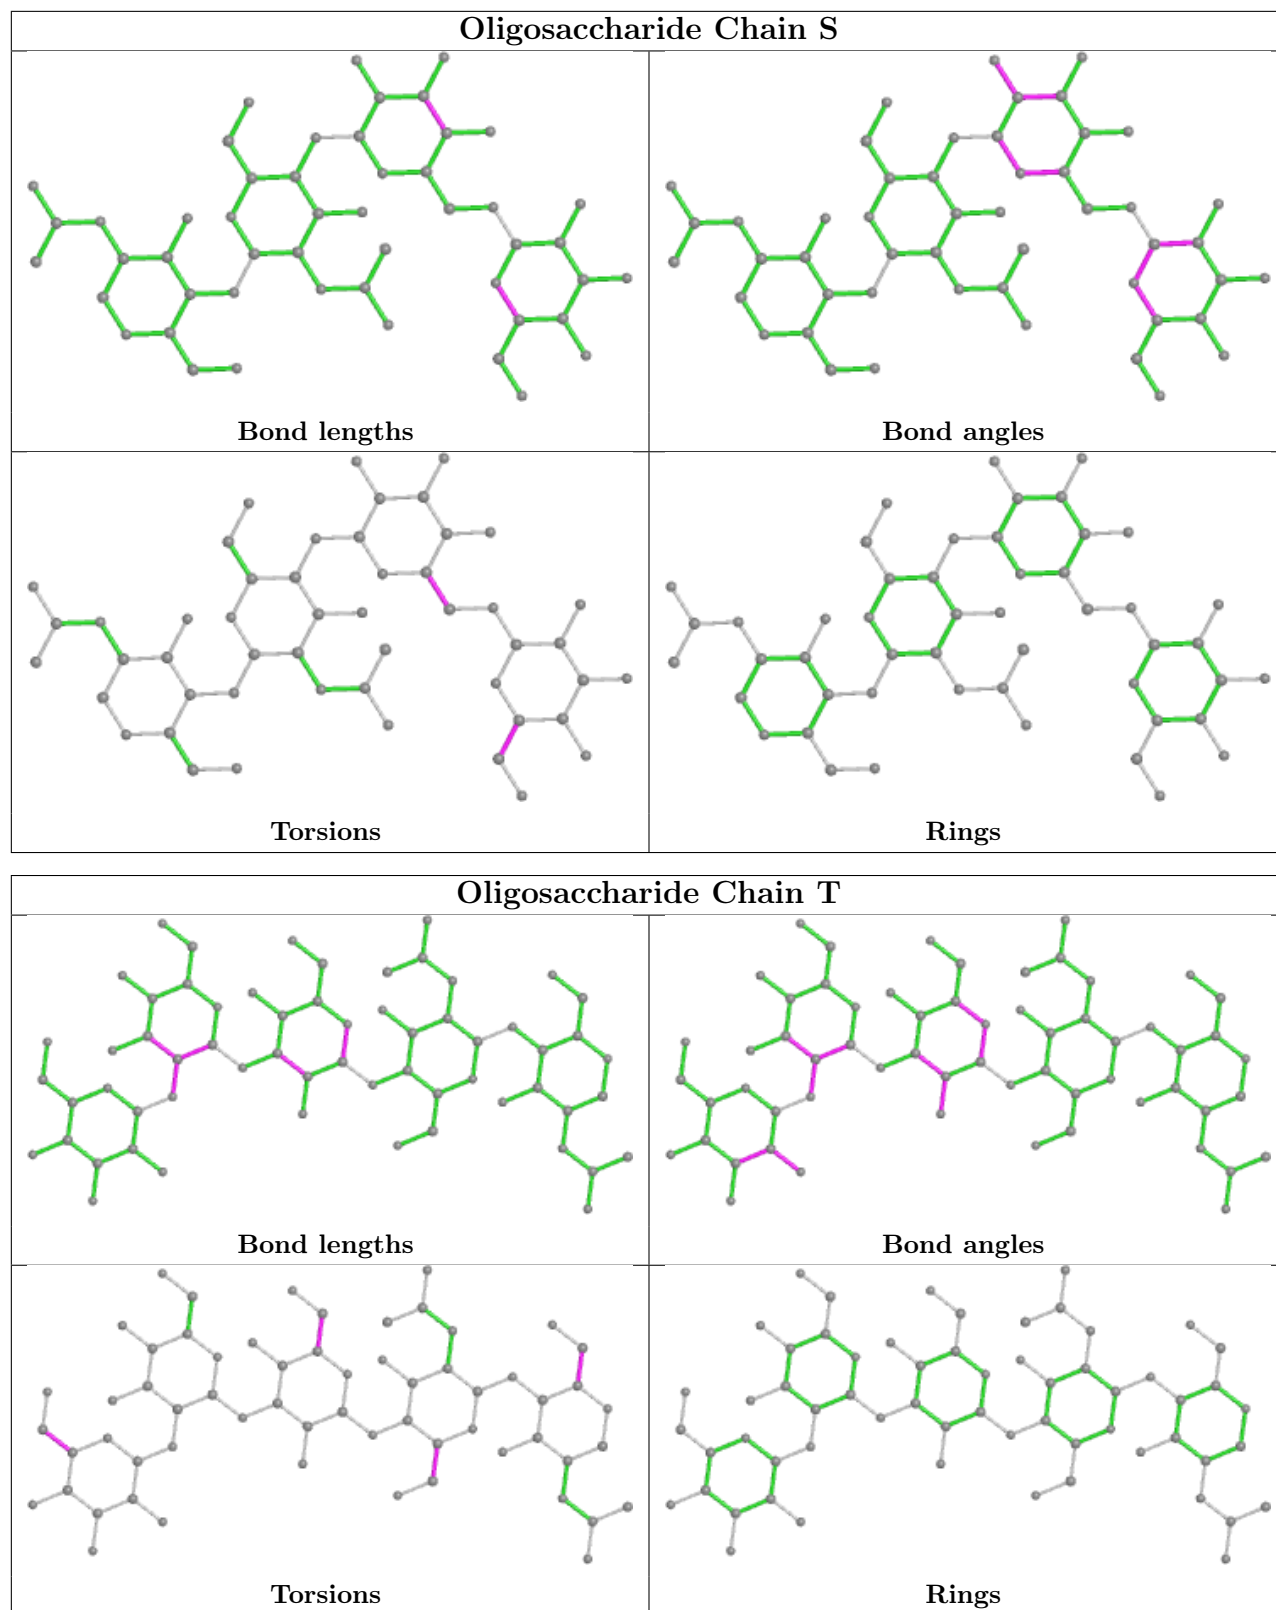 Oligosaccharide Chain S
Bond lengths
Bond angles
Torsions
Rings
Oligosaccharide Chain T
Bond lengths
Bond angles
Torsions
Rings